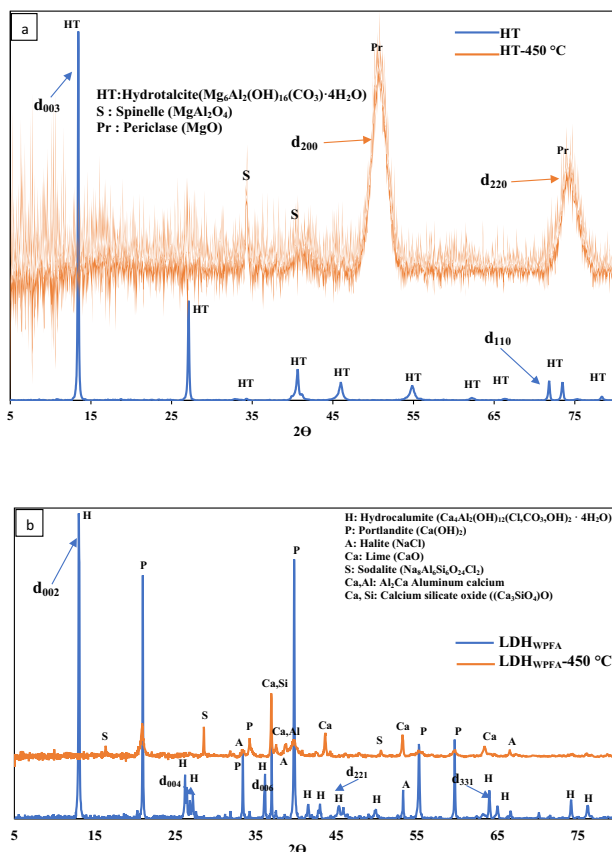 a
HT
HT
HT-450 °C
d003
HT:Hydrotalcite(Mg6Al2(OH)16(CO3)·4H2O)
S : Spinelle (MgAl2O4)
Pr : Periclase (MgO)
Pr
d200
Pr
d220
S
S
HT
d110
HT
HT
HT
HT
HT
HT
HT
HT
HT
5 15 25 35 45 55 65 75
2Ɵ
b
H
H: Hydrocalumite (Ca4Al2(OH)12(Cl,CO3,OH)2 · 4H2O)
P: Portlandite (Ca(OH)2)
A: Halite (NaCl)
Ca: Lime (CaO)
S: Sodalite (Na8Al6Si6O24Cl2)
Ca,Al: Al2Ca Aluminum calcium
Ca, Si: Calcium silicate oxide ((Ca3SiO4)O)
d002
P
P
LDHWPFA
LDHWPFA-450 °C
Ca,Si
S
S
A
P
Ca,Al
A
Ca
S
Ca
P
P
Ca
A
H
d004
H
P
H
d006
d221
d331
H
H
H
H
H
A
H
H
H
H
5 15 25 35 45 55 65 75
2Ɵ